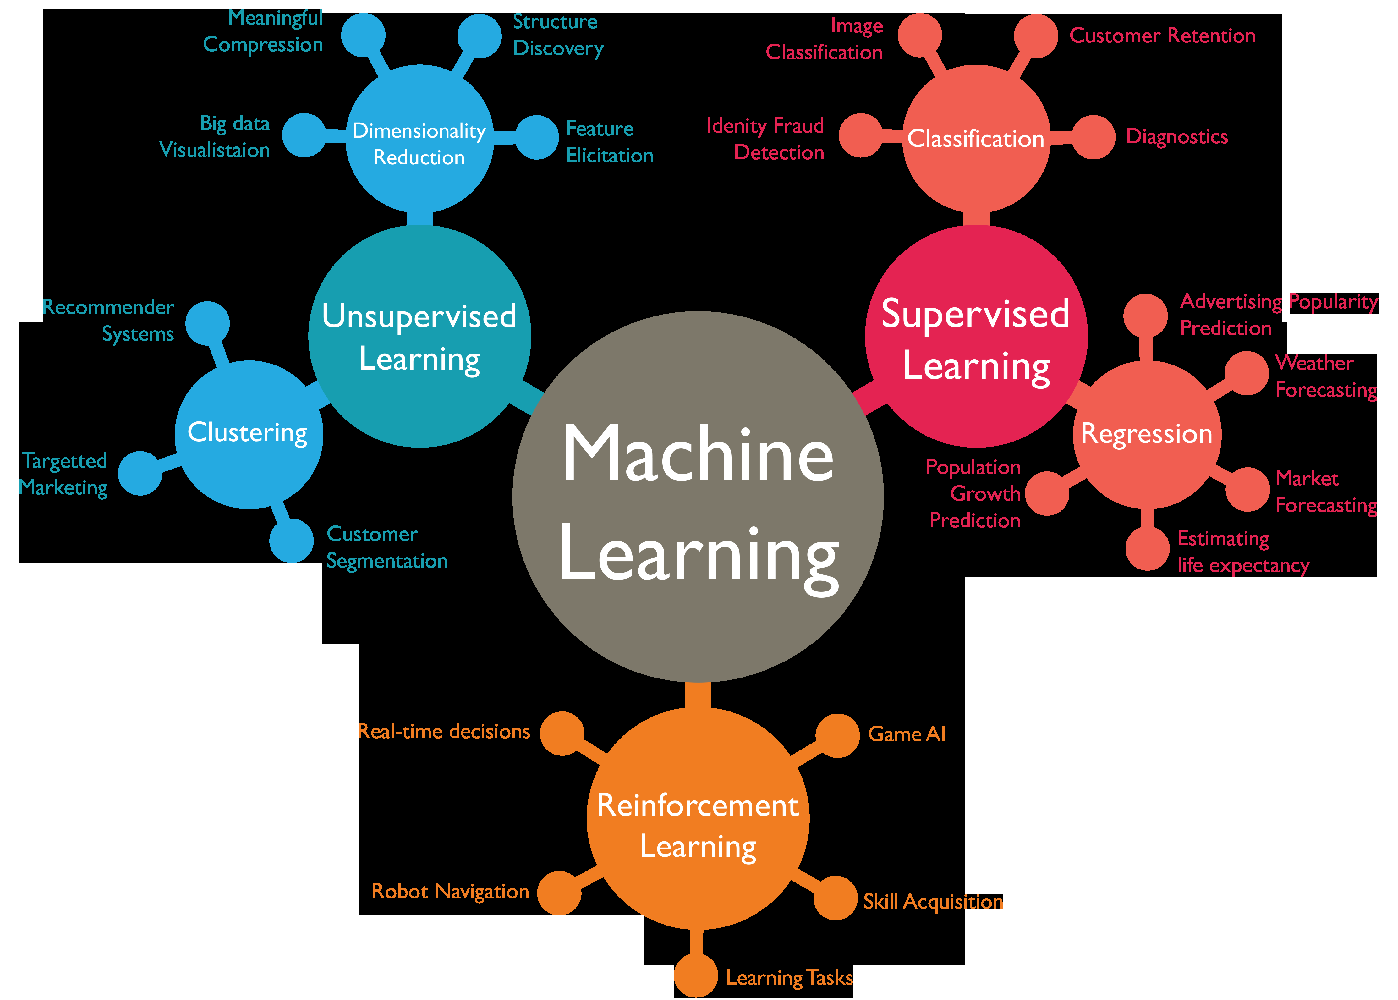 Meaningful
Compression
Structure
Discovery
Big data
Visualistaion
Dimensionality
Reduction
Feature
Elicitation
Image
Classification
Customer Retention
Idenity Fraud
Detection
Classification
Diagnostics
Recommender
Systems
Unsupervised
Learning
Clustering
Targetted
Marketing
Customer
Segmentation
Machine
Learning
Supervised
Learning
Advertising Popularity
Prediction
Weather
Forecasting
Regression
Population
Growth
Prediction
Market
Forecasting
Estimating
life expectancy
Real-time decisions
Game AI
Reinforcement
Learning
Robot Navigation
Skill Acquisition
Learning Tasks